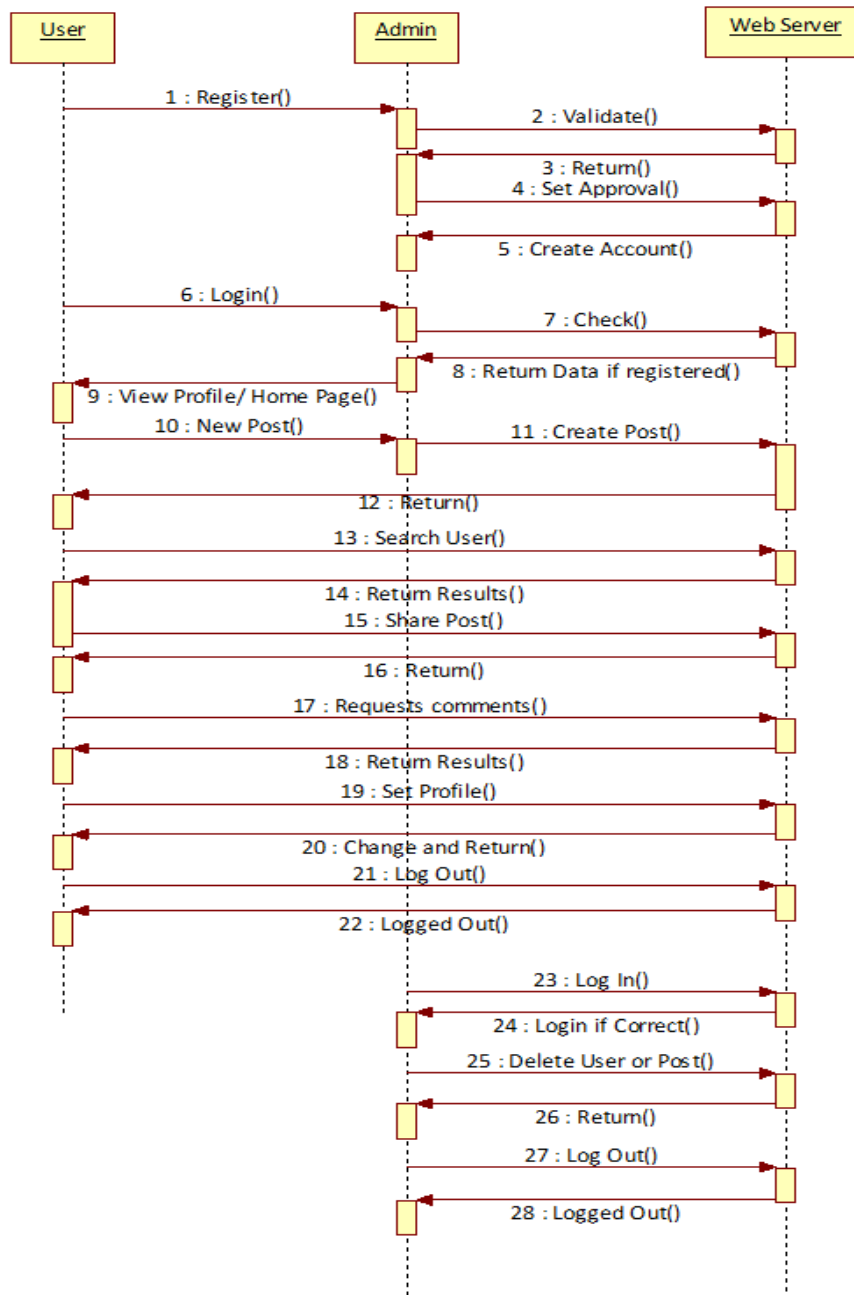 User
Admin
Web Server
1 : Register()
2 : Validate()
3 : Return()
4 : Set Approval()
5 : Create Account()
6 : Login()
7 : Check()
8 : Return Data if registered()
9 : View Profile/ Home Page()
10 : New Post()
11 : Create Post()
12 : Return()
13 : Search User()
14 : Return Results()
15 : Share Post()
16 : Return()
17 : Requests comments()
18 : Return Results()
19 : Set Profile()
20 : Change and Return()
21 : Log Out()
22 : Logged Out()
23 : Log In()
24 : Login if Correct()
25 : Delete User or Post()
26 : Return()
27 : Log Out()
28 : Logged Out()